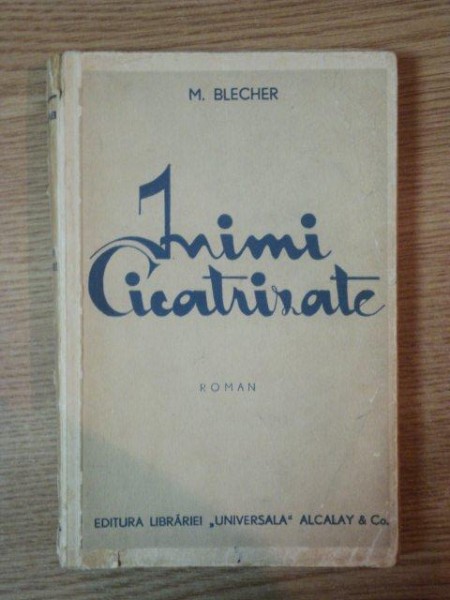 M. BLECHER
Inimi
Cicatrizate
ROMAN
EDITURA LIBRĂRIEI „UNIVERSALA" ALCALAY & Co.